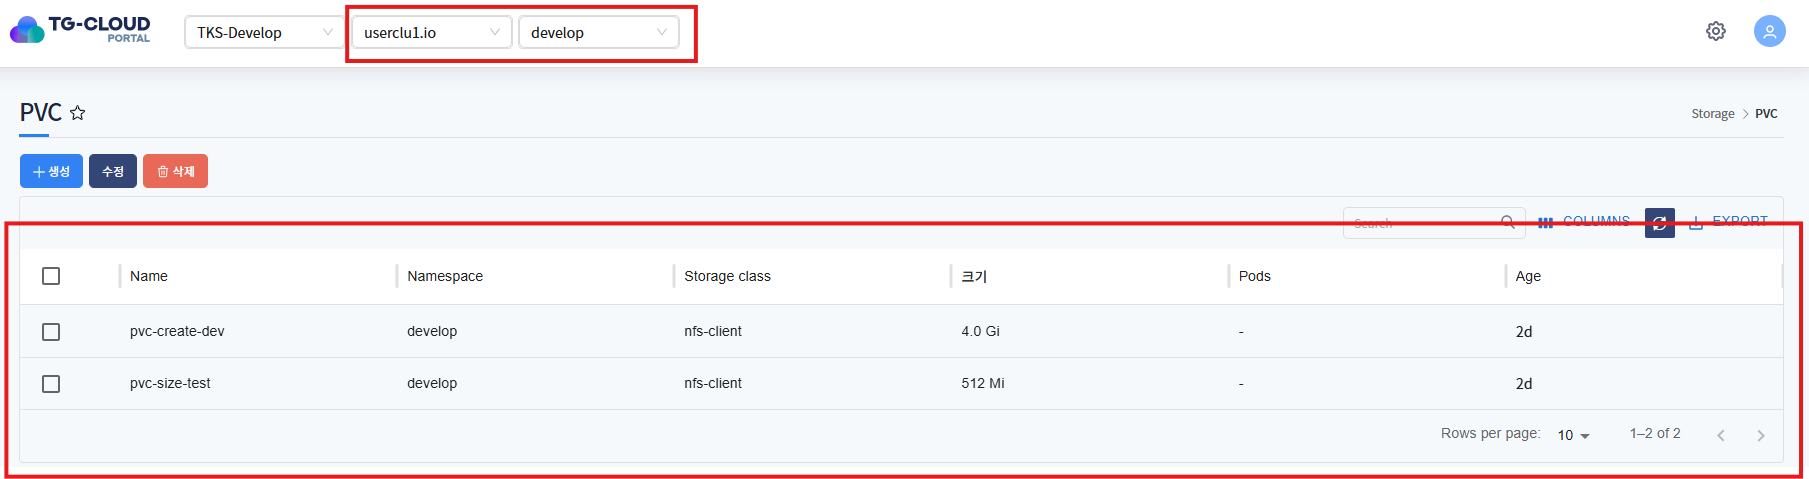 TG-CLOUD
PORTAL
TKS-Develop
userclu1.io
develop
PVC
Storage > PVC
생성
수정
삭제
Search
COLUMNS
EXPORT
Name Namespace Storage class 크기 Pods Age
pvc-create-dev develop nfs-client 4.0 Gi - 2d
pvc-size-test develop nfs-client 512 Mi - 2d
Rows per page: 10 1–2 of 2